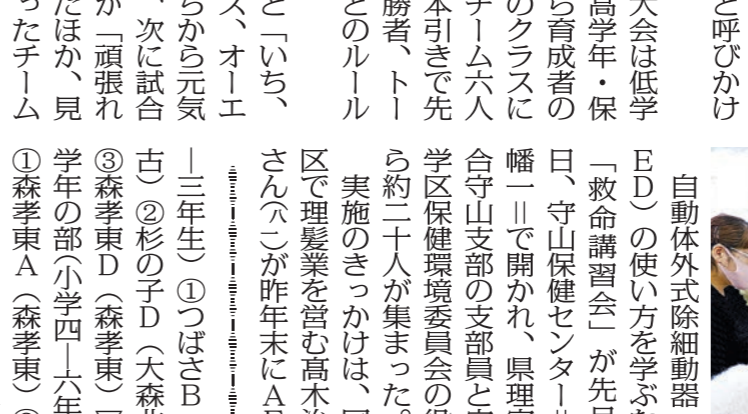 と呼びかけ
大会は低学
高学年・保
ら育成者の
のクラスに
チーム六人
本引きで先
勝者、トー
とのルール
と「いち、
ス、オーエ
ちから元気
、次に試合
が「頑張れ
たほか、見
ったチーム
自動体外式除細動器
ED）の使い方を学ぶ
「救命講習会」が先
日、守山保健センター＝
幡一＝で開かれ、県理
合守山支部の支部員と
学区保健環境委員会の役
ら約二十人が集まった。
実施のきっかけは、
区で理髪業を営む髙木治
さん（八一）が昨年末にAE
―三年生）①つばさB
古）②杉の子D（大森北
③森孝東D（森孝東）
学年の部（小学四―六年
①森孝東A（森孝東）